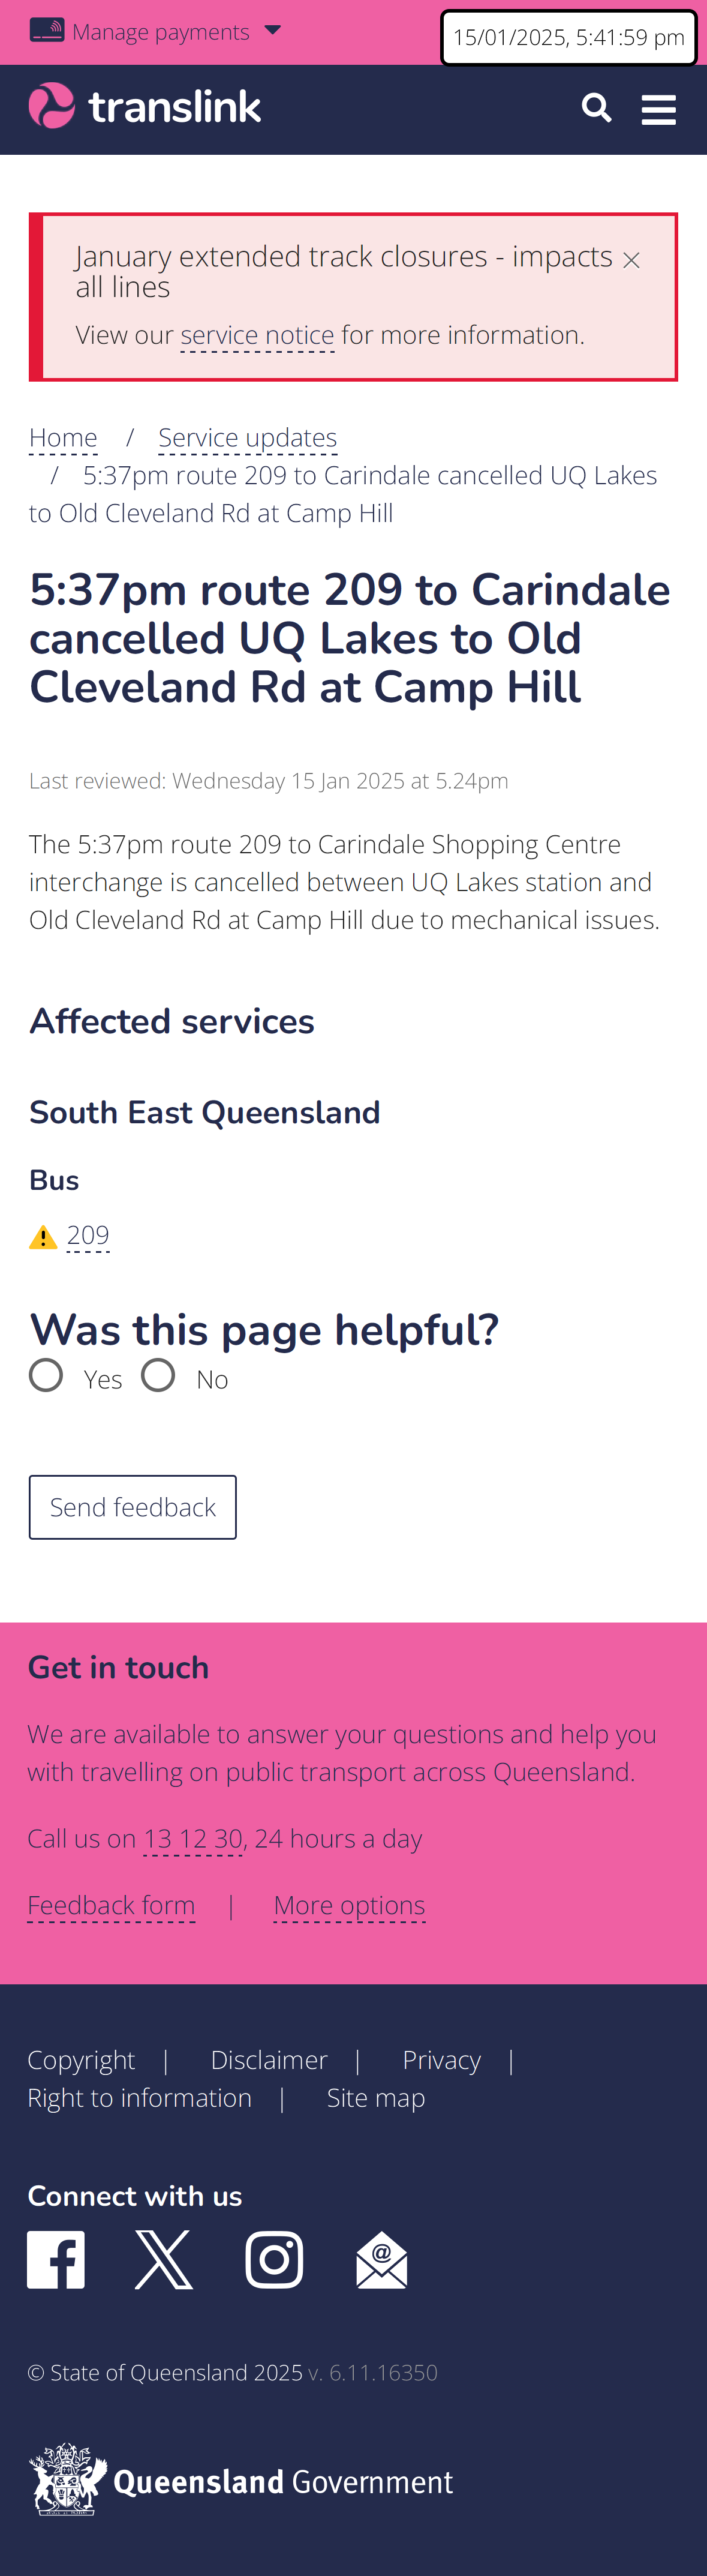 Manage payments
15/01/2025, 5:41:59 pm
translink
January extended track closures - impacts
all lines
View our service notice for more information.
Home / Service updates
/ 5:37pm route 209 to Carindale cancelled UQ Lakes
to Old Cleveland Rd at Camp Hill
5:37pm route 209 to Carindale
cancelled UQ Lakes to Old
Cleveland Rd at Camp Hill
Last reviewed: Wednesday 15 Jan 2025 at 5.24pm
The 5:37pm route 209 to Carindale Shopping Centre
interchange is cancelled between UQ Lakes station and
Old Cleveland Rd at Camp Hill due to mechanical issues.
Affected services
South East Queensland
Bus
209
Was this page helpful?
Yes No
Send feedback
Get in touch
We are available to answer your questions and help you
with travelling on public transport across Queensland.
Call us on 13 12 30, 24 hours a day
Feedback form | More options
Copyright | Disclaimer | Privacy |
Right to information | Site map
Connect with us
© State of Queensland 2025 v. 6.11.16350
Queensland Government